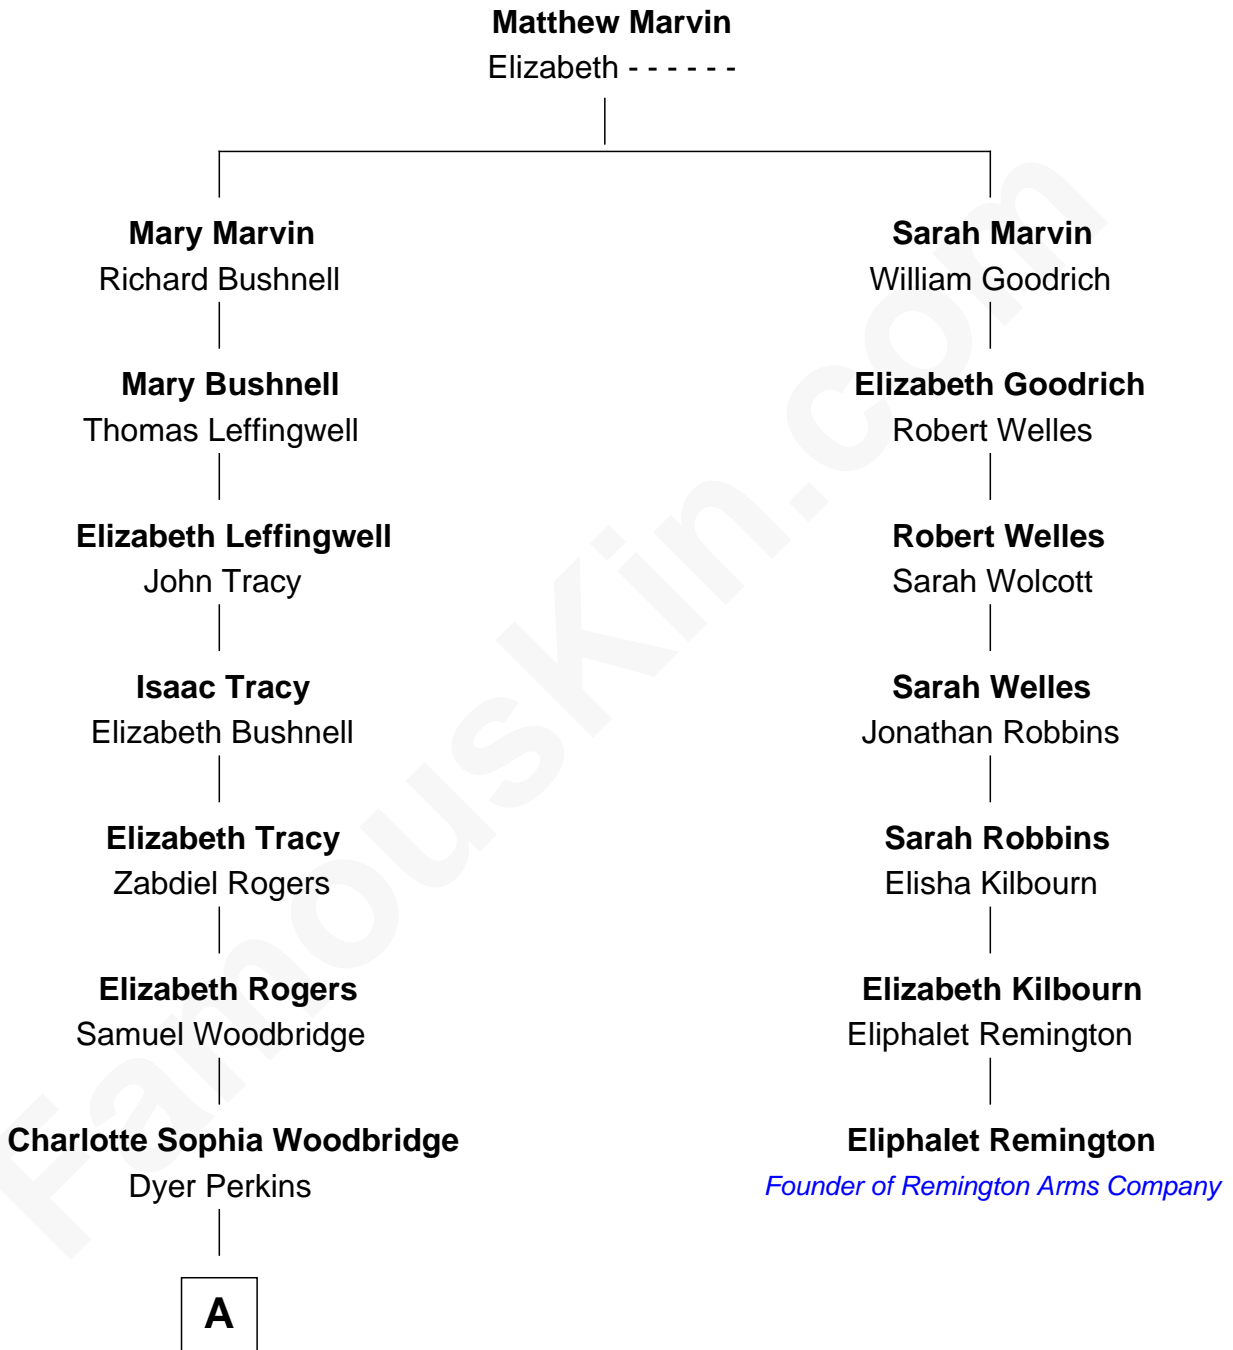 Matthew Marvin
Elizabeth - - - - - -
Mary Marvin
Richard Bushnell
Sarah Marvin
William Goodrich
Mary Bushnell
Thomas Leffingwell
Elizabeth Goodrich
Robert Welles
Elizabeth Leffingwell
John Tracy
Robert Welles
Sarah Wolcott
Isaac Tracy
Elizabeth Bushnell
Sarah Welles
Jonathan Robbins
Elizabeth Tracy
Zabdiel Rogers
Sarah Robbins
Elisha Kilbourn
Elizabeth Rogers
Samuel Woodbridge
Elizabeth Kilbourn
Eliphalet Remington
Charlotte Sophia Woodbridge
Dyer Perkins
Eliphalet Remington
Founder of Remington Arms Company
A
FamousKin.com